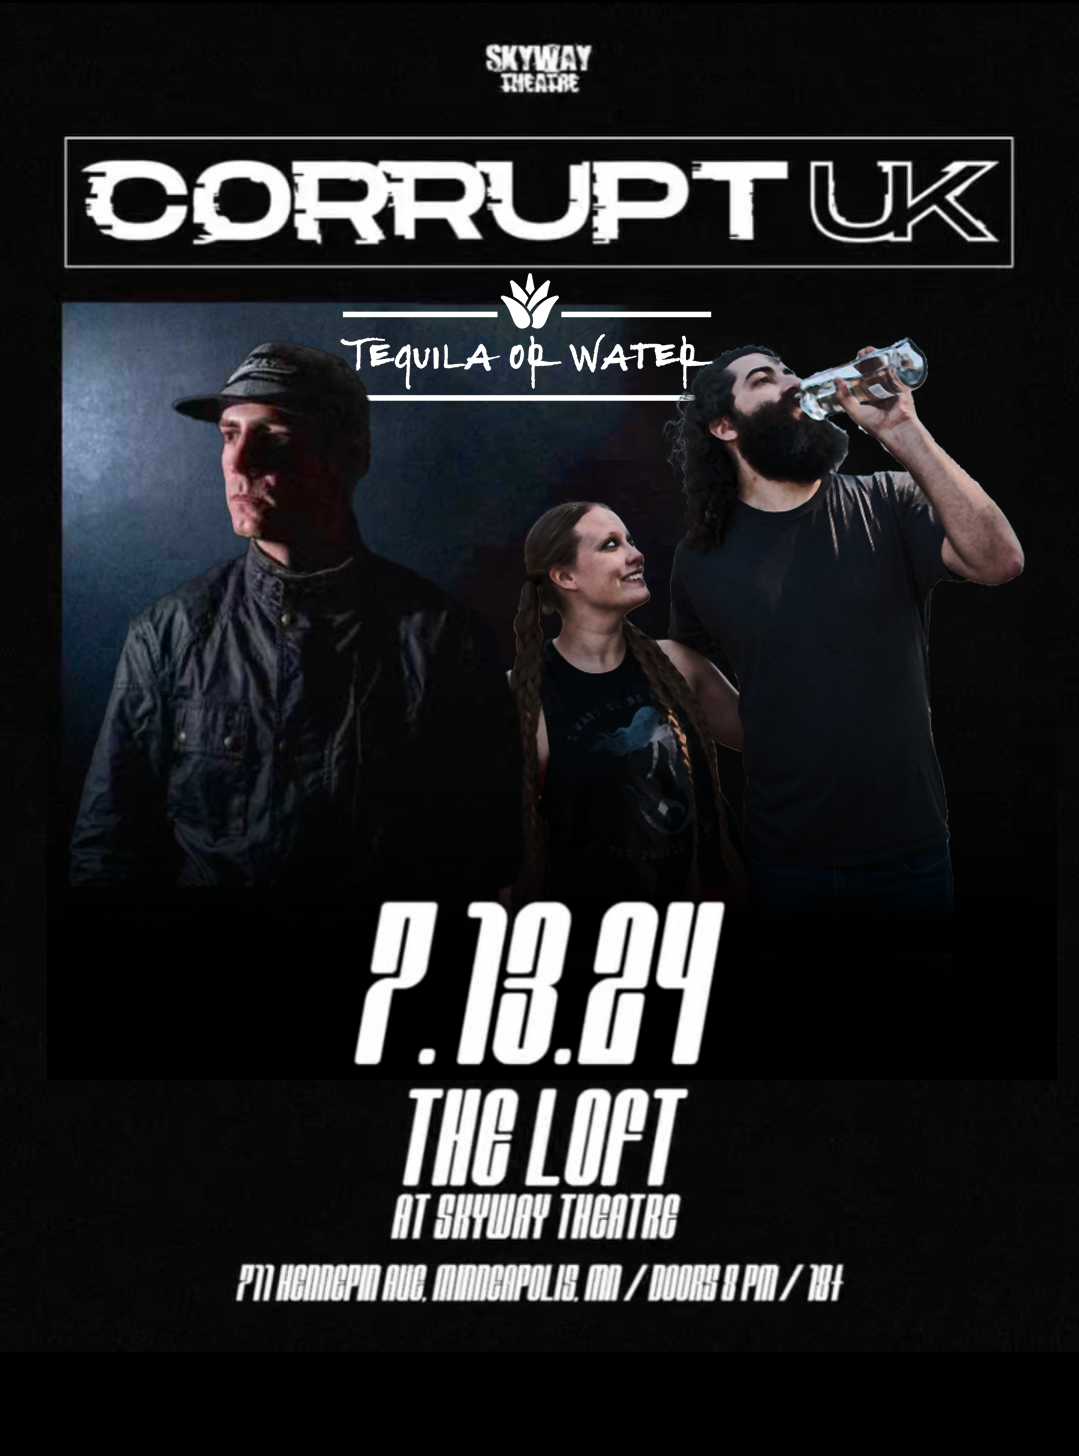 SKYWAY
THEATRE
CORRUPT UK
TEQUILA OR WATER
7.13.24
THE LOFT
AT SKYWAY THEATRE
711 HENNEPIN AVE, MINNEAPOLIS, MN / DOORS 8 PM / 18+